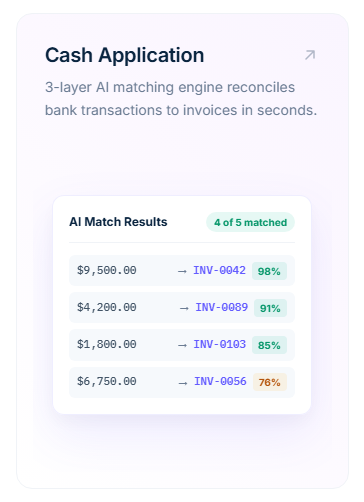 Cash Application
3-layer AI matching engine reconciles
bank transactions to invoices in seconds.
AI Match Results 4 of 5 matched
$9,500.00 → INV-0042 98%
$4,200.00 → INV-0089 91%
$1,800.00 → INV-0103 85%
$6,750.00 → INV-0056 76%